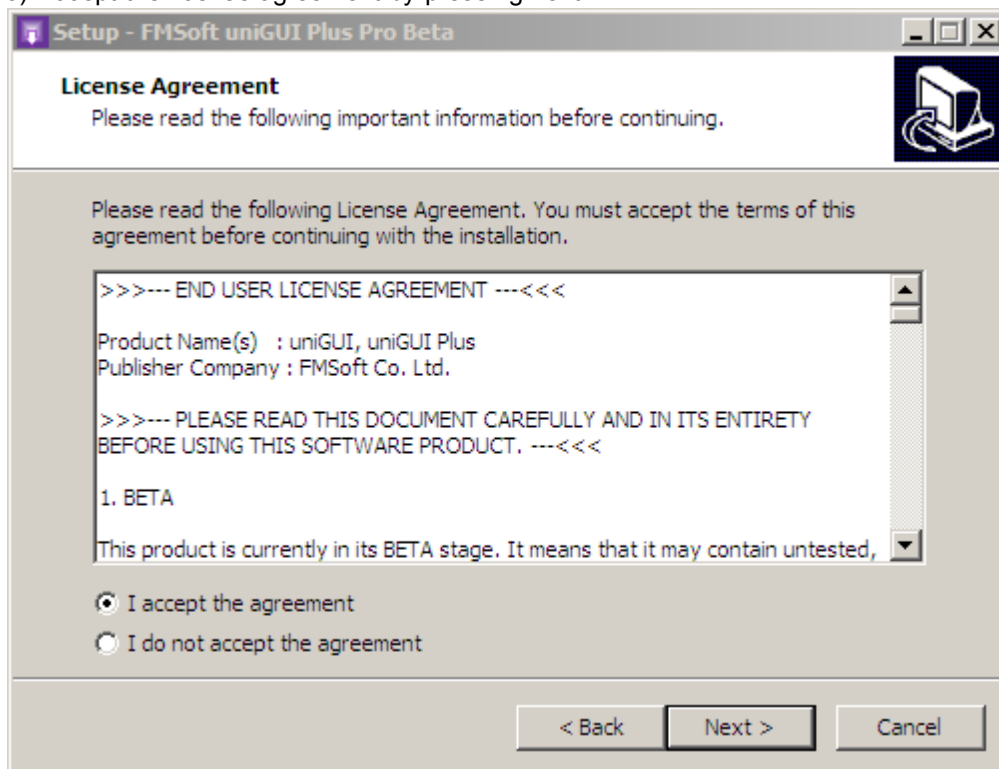 Setup - FMSoft uniGUI Plus Pro Beta
License Agreement
Please read the following important information before continuing.
Please read the following License Agreement. You must accept the terms of this
agreement before continuing with the installation.
>>>--- END USER LICENSE AGREEMENT ---<<<
Product Name(s)  : uniGUI, uniGUI Plus
Publisher Company : FMSoft Co. Ltd.
>>>--- PLEASE READ THIS DOCUMENT CAREFULLY AND IN ITS ENTIRETY
BEFORE USING THIS SOFTWARE PRODUCT. ---<<<
1. BETA
This product is currently in its BETA stage. It means that it may contain untested,
I accept the agreement
I do not accept the agreement
< Back Next > Cancel